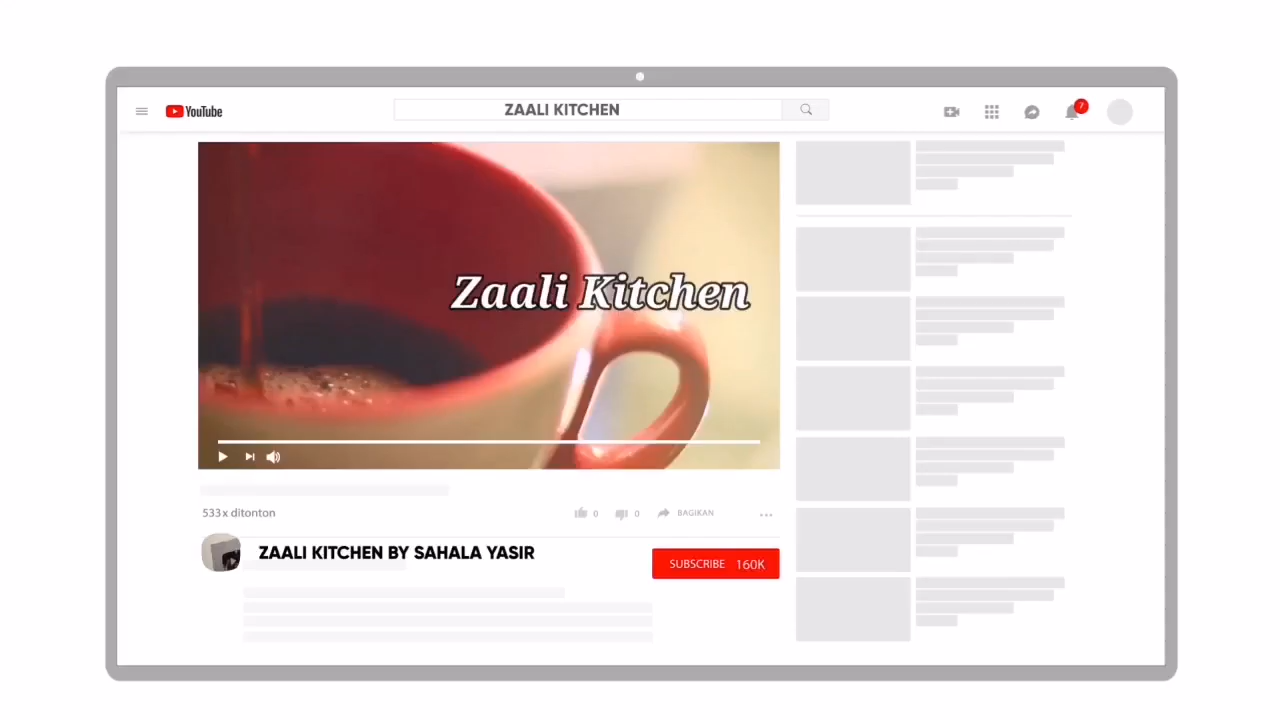 YouTube
ZAALI KITCHEN
7
Zaali Kitchen
533x ditonton
0
0
BAGIKAN
ZAALI KITCHEN BY SAHALA YASIR
SUBSCRIBE 160K